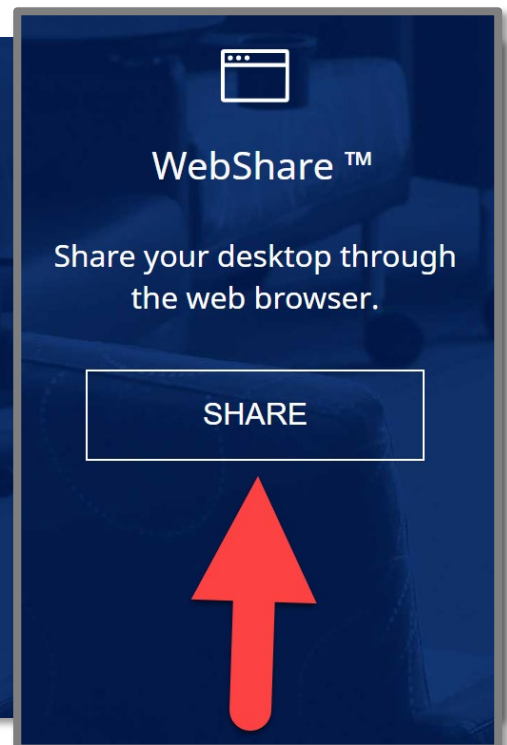 WebShare ™
Share your desktop through
the web browser.
SHARE